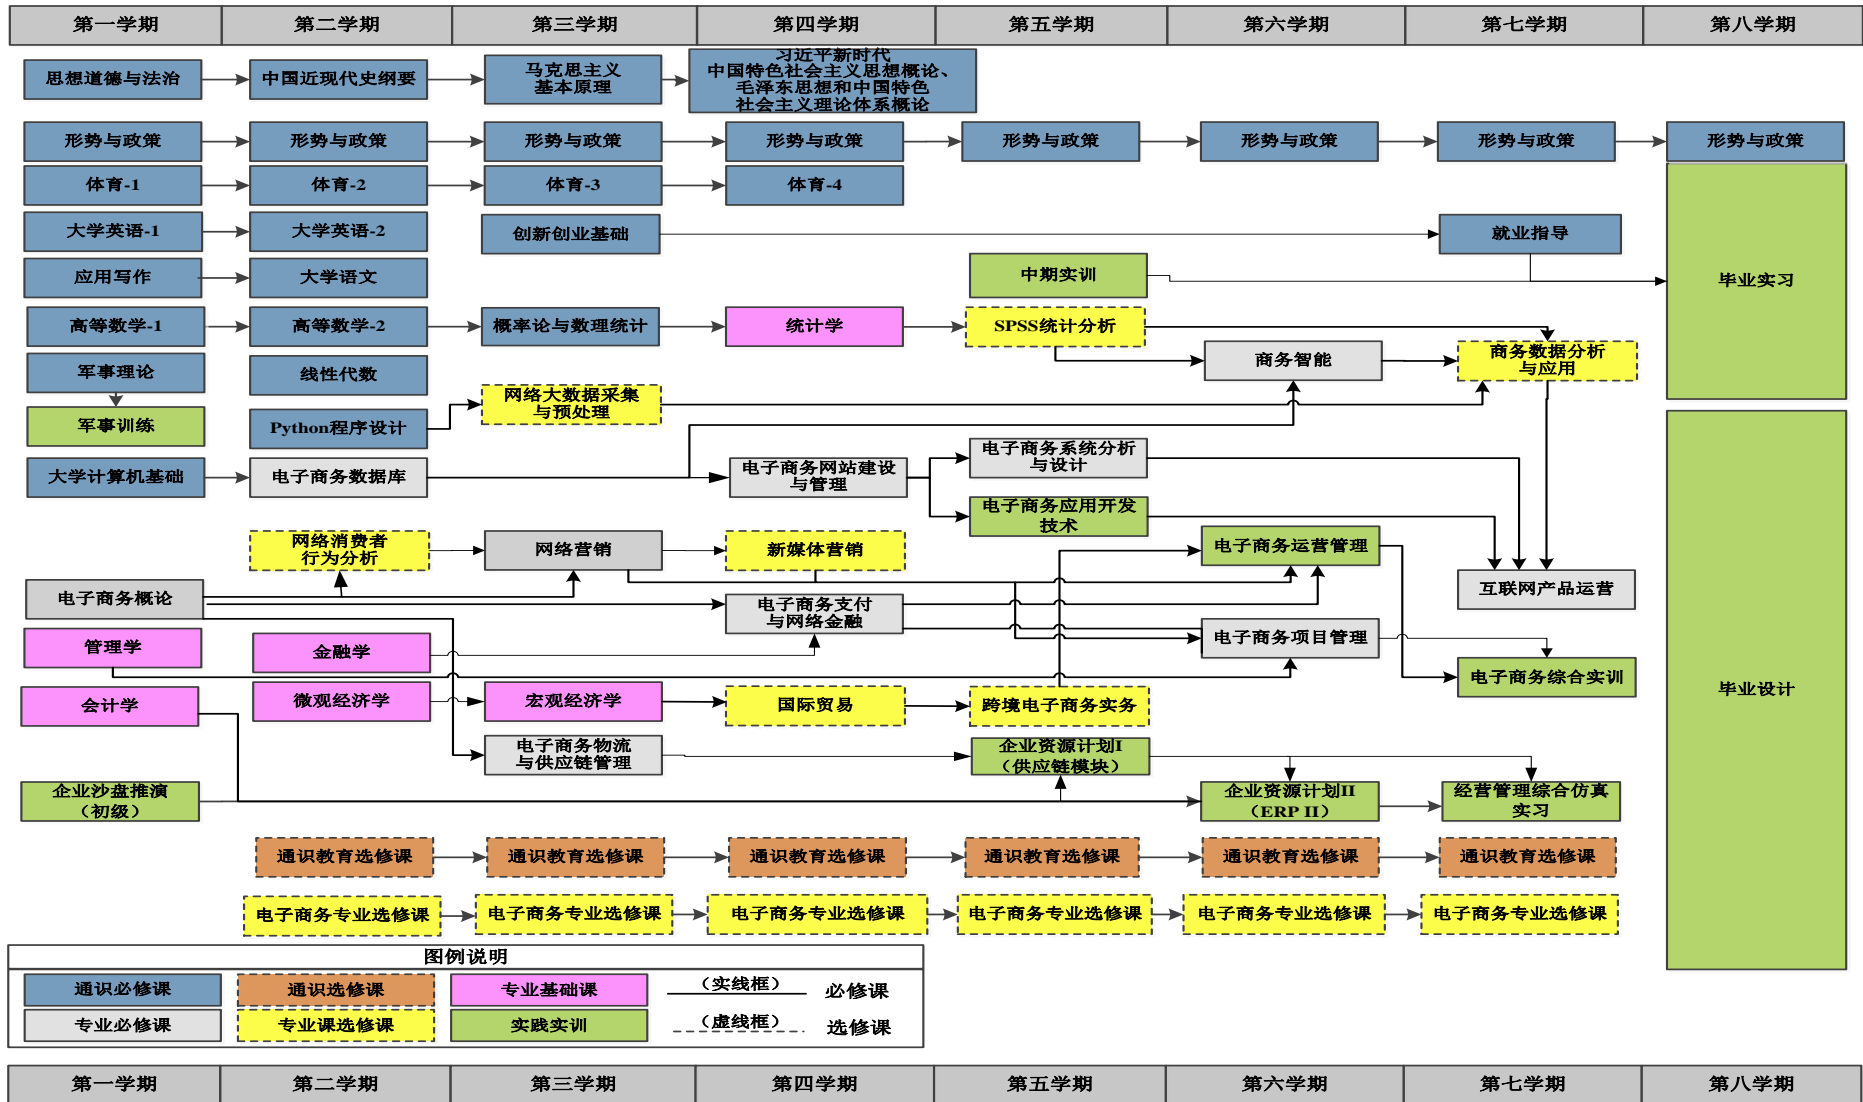 第一学期
第二学期
第三学期
第四学期
第五学期
第六学期
第七学期
第八学期
思想道德与法治
中国近现代史纲要
马克思主义
基本原理
习近平新时代
中国特色社会主义思想概论、
毛泽东思想和中国特色
社会主义理论体系概论
形势与政策
形势与政策
形势与政策
形势与政策
形势与政策
形势与政策
形势与政策
形势与政策
体育-1
体育-2
体育-3
体育-4
大学英语-1
大学英语-2
创新创业基础
就业指导
应用写作
大学语文
中期实训
毕业实习
高等数学-1
高等数学-2
概率论与数理统计
统计学
SPSS统计分析
军事理论
线性代数
商务智能
商务数据分析
与应用
军事训练
Python程序设计
网络大数据采集
与预处理
大学计算机基础
电子商务数据库
电子商务网站建设
与管理
电子商务系统分析
与设计
电子商务应用开发
技术
网络消费者
行为分析
网络营销
新媒体营销
电子商务运营管理
互联网产品运营
电子商务概论
电子商务支付
与网络金融
电子商务项目管理
管理学
金融学
电子商务综合实训
会计学
微观经济学
宏观经济学
国际贸易
跨境电子商务实务
毕业设计
电子商务物流
与供应链管理
企业资源计划I
（供应链模块）
企业沙盘推演
（初级）
企业资源计划II
（ERP II）
经营管理综合仿真
实习
通识教育选修课
通识教育选修课
通识教育选修课
通识教育选修课
通识教育选修课
通识教育选修课
电子商务专业选修课
电子商务专业选修课
电子商务专业选修课
电子商务专业选修课
电子商务专业选修课
电子商务专业选修课
图例说明
通识必修课
通识选修课
专业基础课
（实线框）
必修课
专业必修课
专业课选修课
实践实训
（虚线框）
选修课
第一学期
第二学期
第三学期
第四学期
第五学期
第六学期
第七学期
第八学期